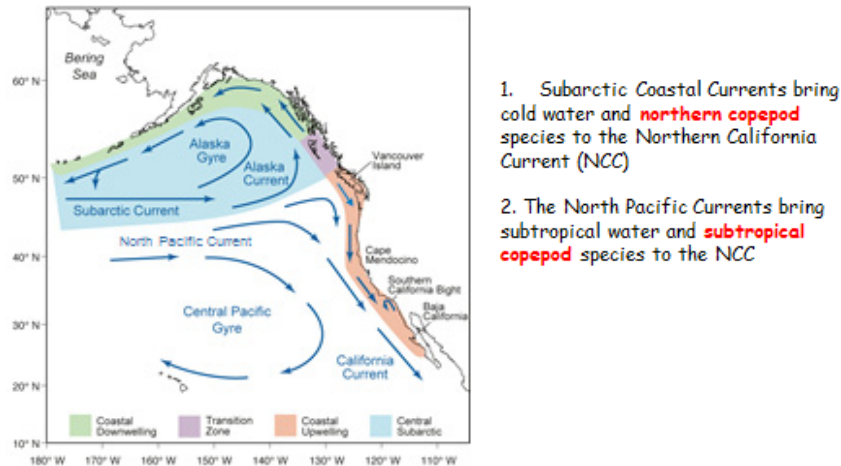 Bering
Sea
60° N
50° N
40° N
30° N
20° N
10° N
180° W
170° W
160° W
150° W
140° W
130° W
120° W
110° W
Alaska
Gyre
Alaska
Current
Subarctic Current
North Pacific Current
Central Pacific
Gyre
California
Current
Vancouver
Island
Cape
Mendocino
Southern
California Bight
Baja
California
Coastal
Downwelling
Transition
Zone
Coastal
Upwelling
Central
Subarctic
1. Subarctic Coastal Currents bring
cold water and northern copepod
species to the Northern California
Current (NCC)
2. The North Pacific Currents bring
subtropical water and subtropical
copepod species to the NCC